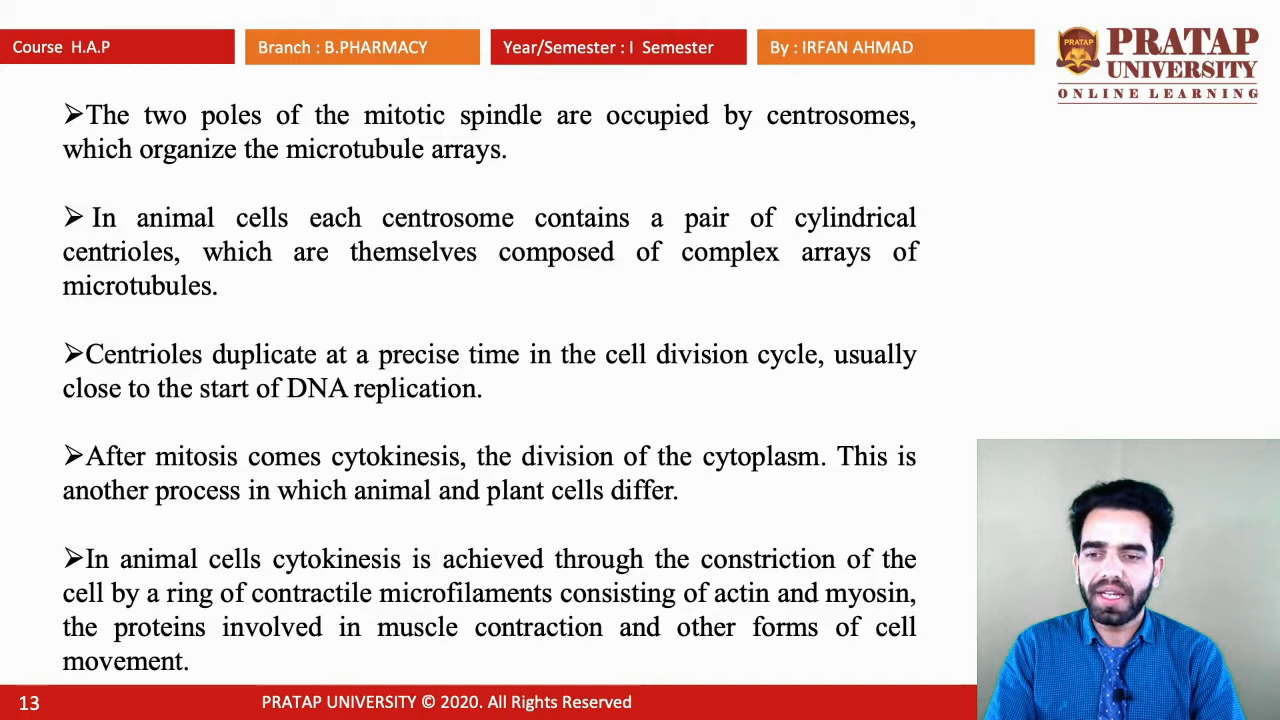 Course H.A.P
Branch : B.PHARMACY
Year/Semester : I Semester
By : IRFAN AHMAD
PRATAP
PRATAP
UNIVERSITY
ONLINE LEARNING
➢The two poles of the mitotic spindle are occupied by centrosomes,
which organize the microtubule arrays.
➢ In animal cells each centrosome contains a pair of cylindrical
centrioles, which are themselves composed of complex arrays of
microtubules.
➢Centrioles duplicate at a precise time in the cell division cycle, usually
close to the start of DNA replication.
➢After mitosis comes cytokinesis, the division of the cytoplasm. This is
another process in which animal and plant cells differ.
➢In animal cells cytokinesis is achieved through the constriction of the
cell by a ring of contractile microfilaments consisting of actin and myosin,
the proteins involved in muscle contraction and other forms of cell
movement.
13
PRATAP UNIVERSITY © 2020. All Rights Reserved